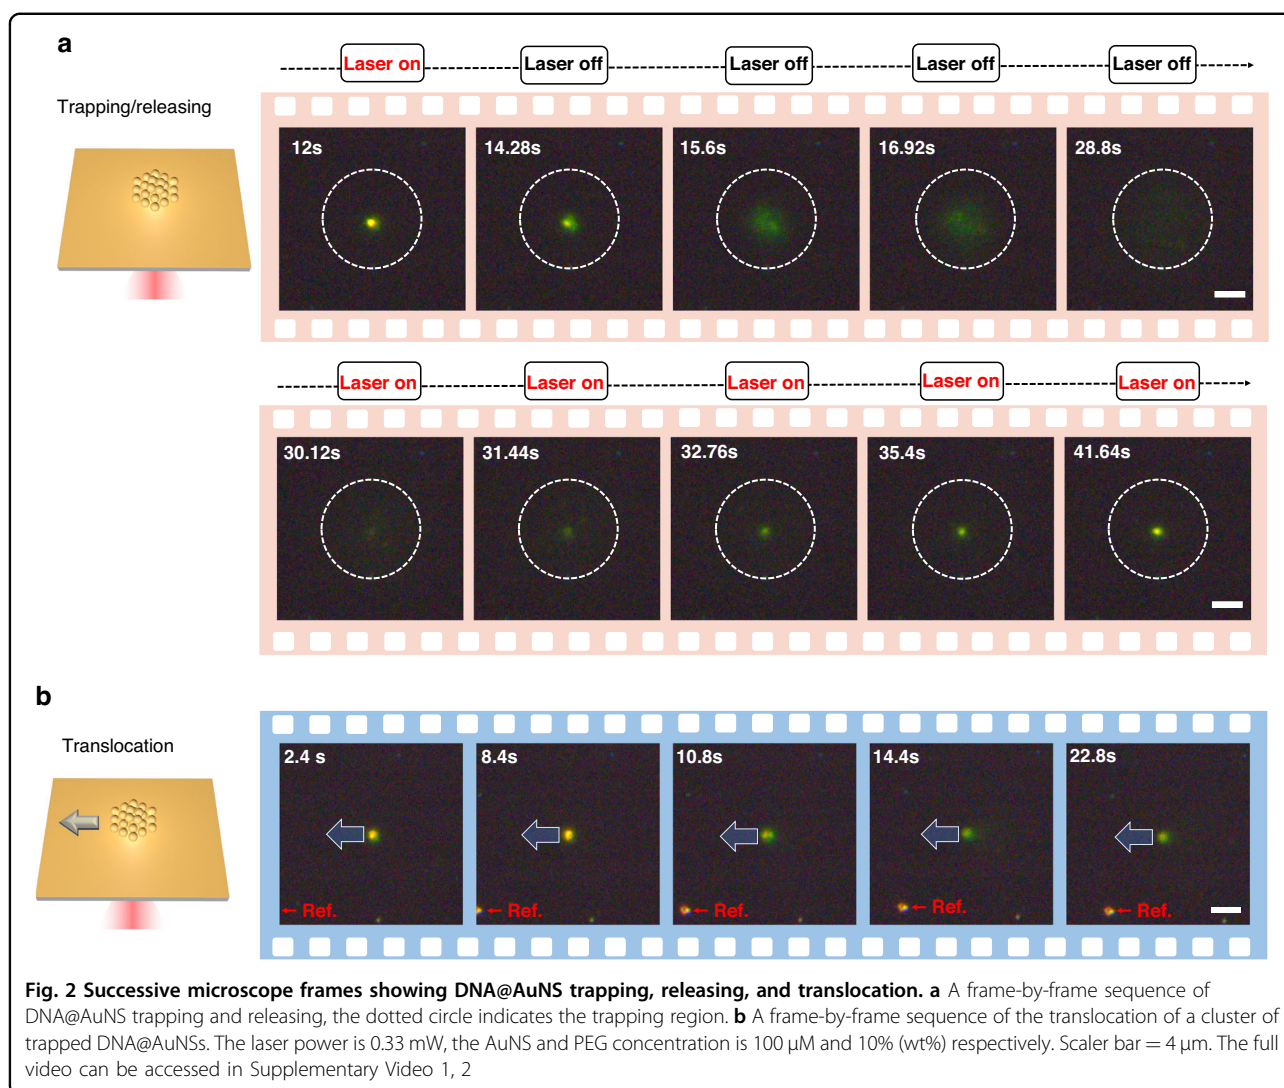 a
Laser on Laser off Laser off Laser off Laser off
Trapping/releasing
12s 14.28s 15.6s 16.92s 28.8s
Laser on Laser on Laser on Laser on Laser on
30.12s 31.44s 32.76s 35.4s 41.64s
b
Translocation
2.4 s 8.4s 10.8s 14.4s 22.8s
← Ref. ← Ref. ← Ref. ← Ref. ← Ref.
Fig. 2 Successive microscope frames showing DNA@AuNS trapping, releasing, and translocation. a A frame-by-frame sequence of
DNA@AuNS trapping and releasing, the dotted circle indicates the trapping region. b A frame-by-frame sequence of the translocation of a cluster of
trapped DNA@AuNSs. The laser power is 0.33 mW, the AuNS and PEG concentration is 100 μM and 10% (wt%) respectively. Scaler bar = 4 μm. The full
video can be accessed in Supplementary Video 1, 2